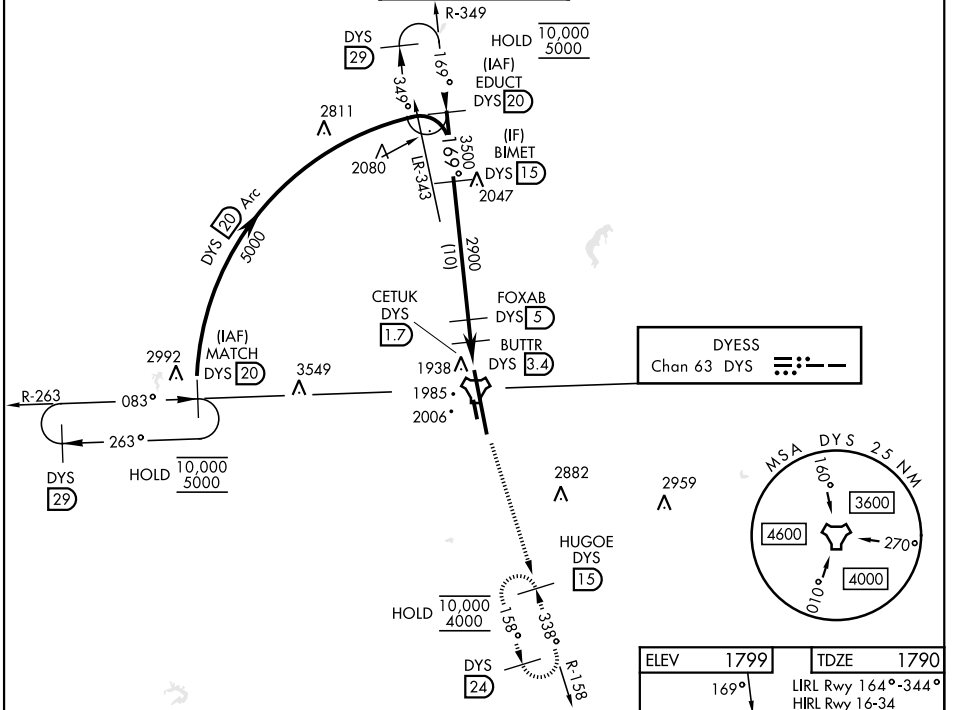 R-349
DYS
29
HOLD 10,000
5000
169°
349°
(IAF)
EDUCT
DYS 20
2811
2080
3500
169°
(IF)
BIMET
DYS 15
2047
LR-343
DYS 20 Arc
5000
2900
(10)
CETUK
DYS
1.7
FOXAB
DYS 5
BUTTR
DYS 3.4
DYESS
Chan 63 DYS
(IAF)
MATCH
DYS 20
2992
3549
1938
1985
2006
R-263
083°
263°
DYS
29
HOLD 10,000
5000
2882
2959
MSA DYS 25 NM
160°
3600
4600
270°
010°
4000
HUGOE
DYS
15
HOLD 10,000
4000
158°
338°
DYS
24
R-158
ELEV 1799
TDZE 1790
169°
LIRL Rwy 164°-344°
HIRL Rwy 16-34